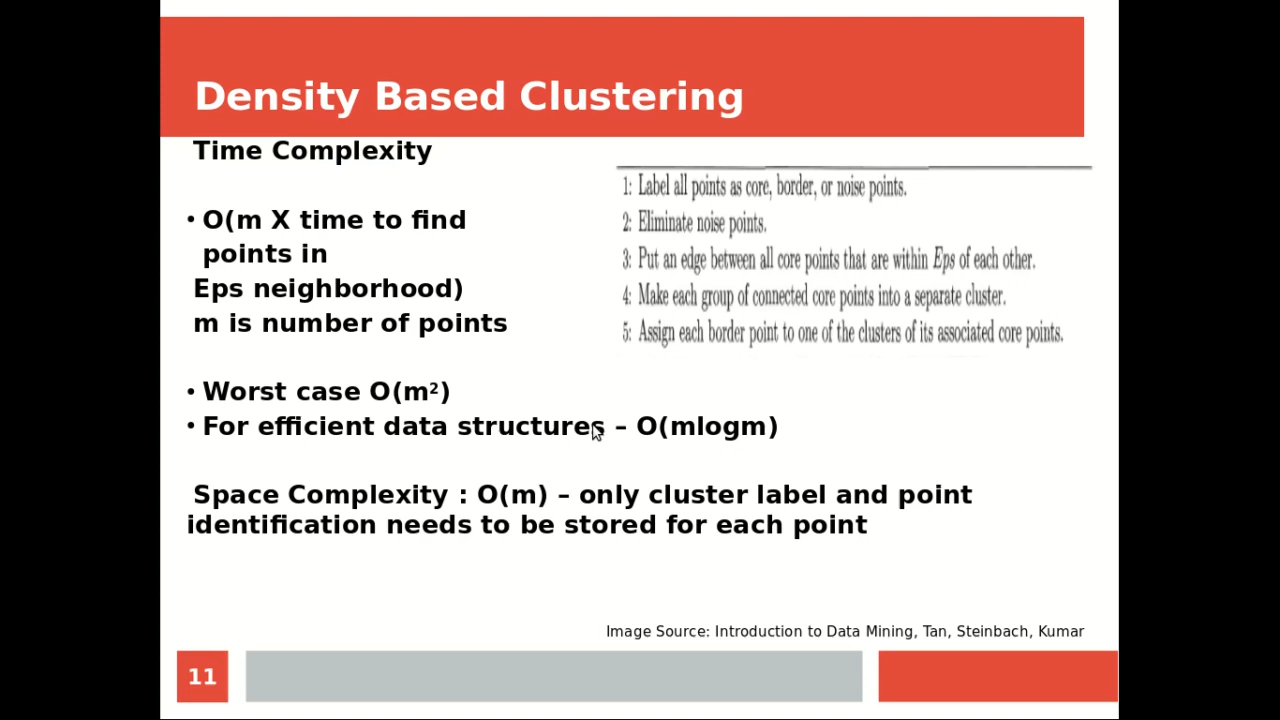 Density Based Clustering
Time Complexity
• O(m X time to find
points in
Eps neighborhood)
m is number of points
• Worst case O(m²)
• For efficient data structures – O(mlogm)
Space Complexity : O(m) – only cluster label and point
identification needs to be stored for each point
1: Label all points as core, border, or noise points.
2: Eliminate noise points.
3: Put an edge between all core points that are within Eps of each other.
4: Make each group of connected core points into a separate cluster.
5: Assign each border point to one of the clusters of its associated core points.
Image Source: Introduction to Data Mining, Tan, Steinbach, Kumar
11